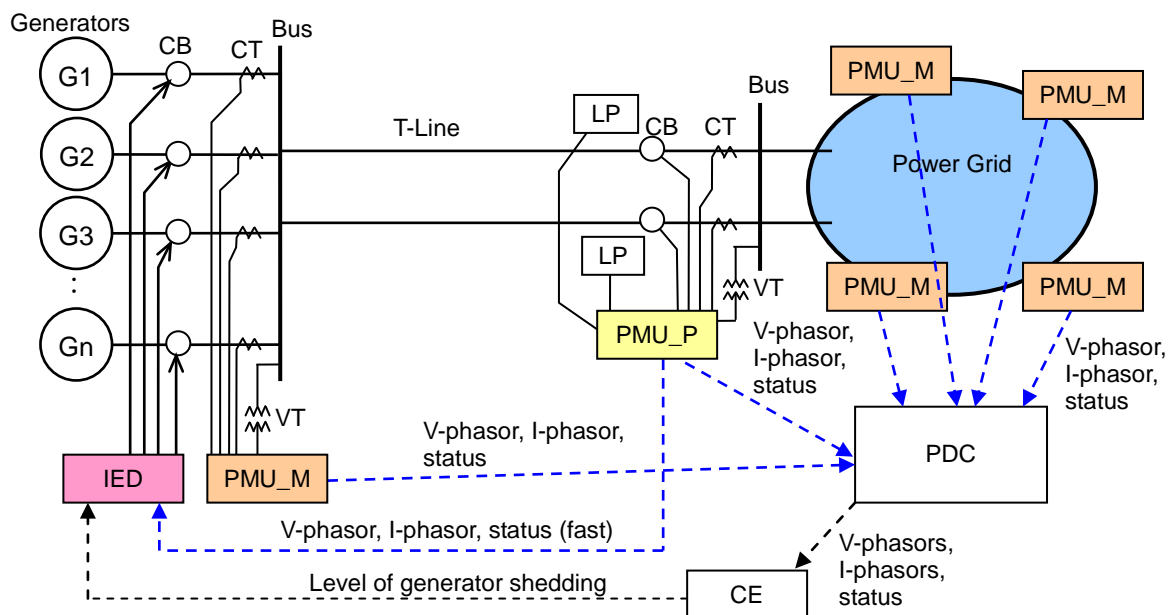 Generators
Bus
CB
CT
G1
G2
G3
:
Gn
VT
IED
PMU_M
T-Line
LP
LP
CB
CT
Bus
VT
PMU_P
PMU_M
PMU_M
Power Grid
PMU_M
PMU_M
V-phasor,
I-phasor,
status
V-phasor,
I-phasor,
status
V-phasor, I-phasor,
status
PDC
V-phasor, I-phasor, status (fast)
V-phasors,
I-phasors,
status
Level of generator shedding
CE